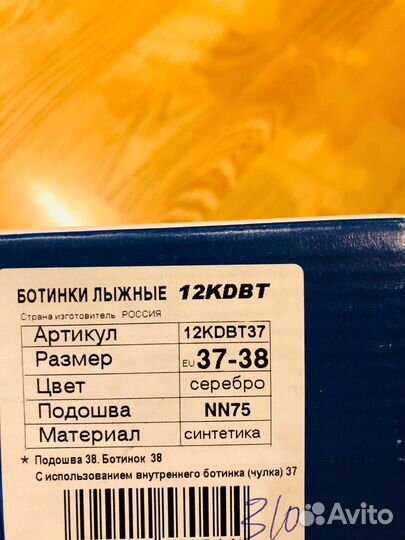 БОТИНКИ ЛЫЖНЫЕ 12KDBT
Страна изготовитель РОССИЯ
Артикул 12KDBT37
Размер EU 37-38
Цвет серебро
Подошва NN75
Материал синтетика
* Подошва 38. Ботинок 38
С использованием внутреннего ботинка (чулка) 37
Avito